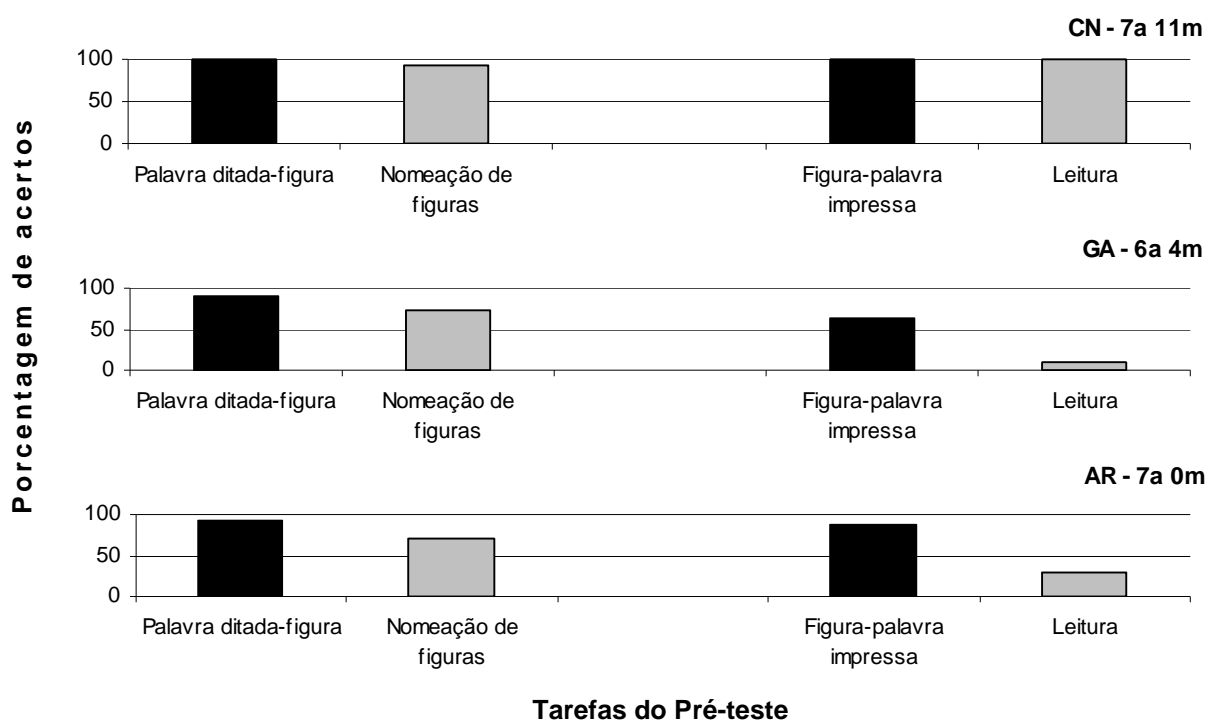 CN - 7a 11m
100
50
0
Palavra ditada-figura
Nomeação de
figuras
Figura-palavra
impressa
Leitura
GA - 6a 4m
100
50
0
Palavra ditada-figura
Nomeação de
figuras
Figura-palavra
impressa
Leitura
AR - 7a 0m
100
50
0
Palavra ditada-figura
Nomeação de
figuras
Figura-palavra
impressa
Leitura
Porcentagem de acertos
Tarefas do Pré-teste